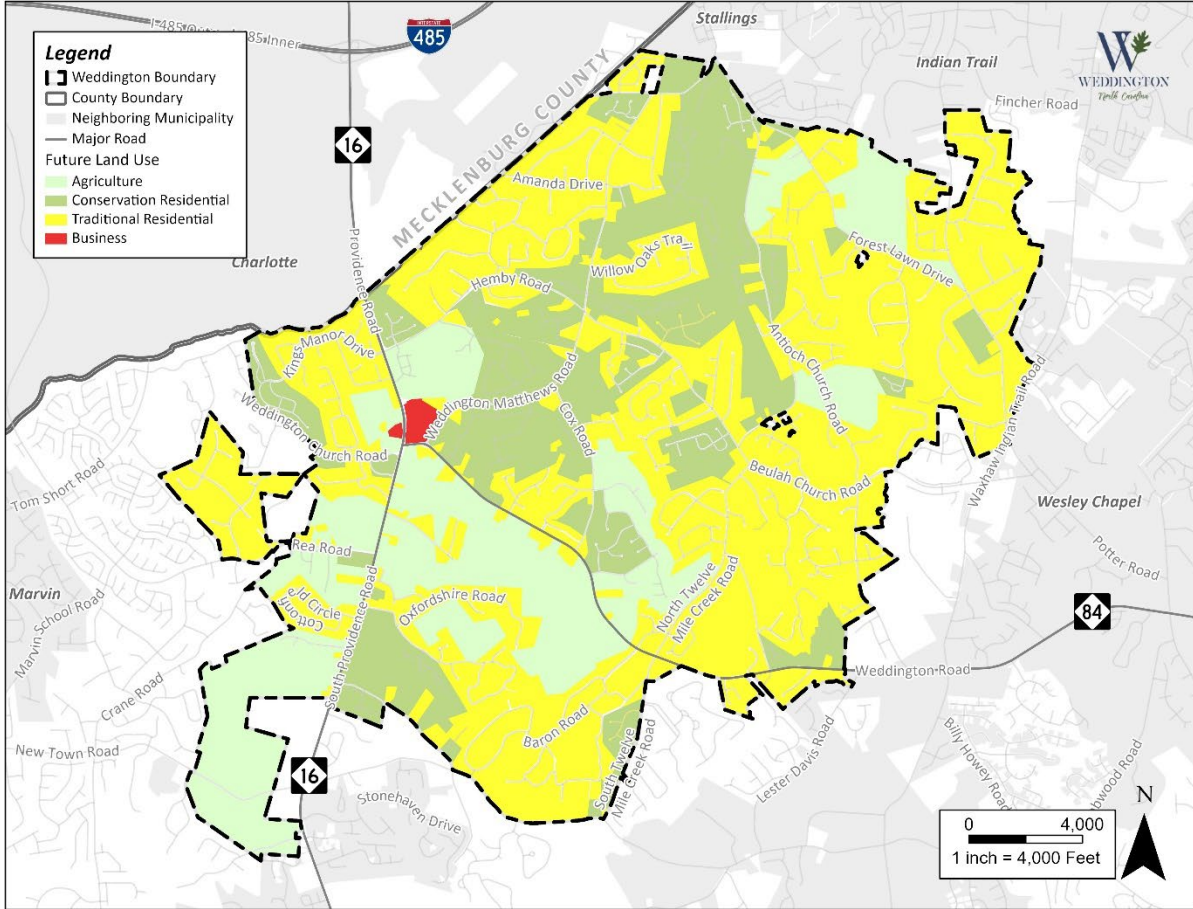 Legend
Weddington Boundary
County Boundary
Neighboring Municipality
Major Road
Future Land Use
Agriculture
Conservation Residential
Traditional Residential
Business
I-485 Inner
INTERSTATE
485
Stallings
Indian Trail
W
WEDDINGTON
North Carolina
Fincher Road
16
MECKLENBURG COUNTY
Amanda Drive
Charlotte
Providence Road
Hemby Road
Willow Oaks Trail
Forest Lawn Drive
Kings Manor Drive
Weddington Matthews Road
Antioch Church Road
Cox Road
Weddington Church Road
Waxhaw Indian Trail Road
Tom Short Road
Beulah Church Road
Wesley Chapel
Rea Road
Potter Road
Marvin
Marvin School Road
Oxfordshire Road
North Twelve
Mile Creek Road
84
South Providence Road
Weddington Road
Crane Road
Baron Road
New Town Road
16
South Twelve
Mile Creek Road
Lester Davis Road
Billy Howey Road
Stonehaven Drive
N
0 4,000
1 inch = 4,000 Feet